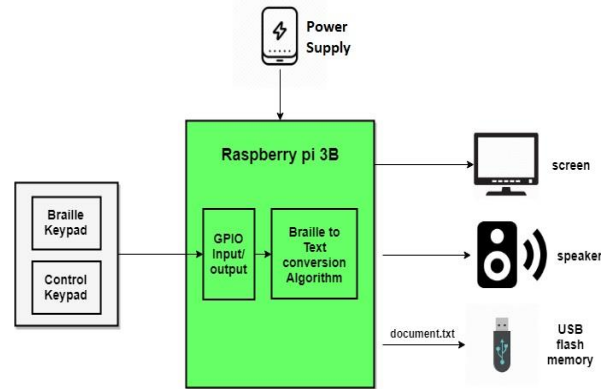 Power
Supply
Raspberry pi 3B
screen
Braille
Keypad
GPIO
Input/
output
Braille to
Text
conversion
Algorithm
speaker
Control
Keypad
document.txt
USB
flash
memory